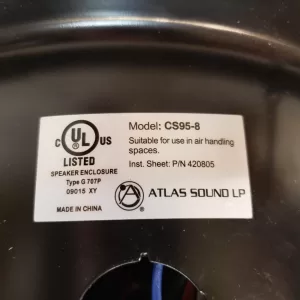 C UL US
LISTED
SPEAKER ENCLOSURE
Type G 707P
09015 XY
MADE IN CHINA
Model: CS95-8
Suitable for use in air handling
spaces.
Inst. Sheet: P/N 420805
ATLAS SOUND LP